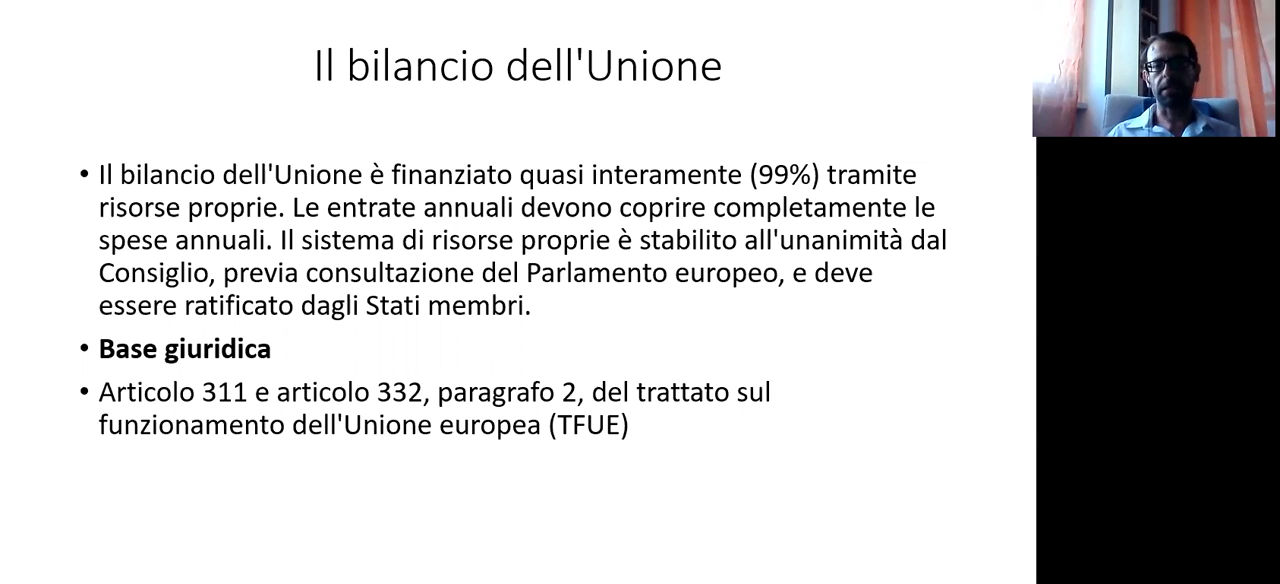 Il bilancio dell'Unione
• Il bilancio dell'Unione è finanziato quasi interamente (99%) tramite
risorse proprie. Le entrate annuali devono coprire completamente le
spese annuali. Il sistema di risorse proprie è stabilito all'unanimità dal
Consiglio, previa consultazione del Parlamento europeo, e deve
essere ratificato dagli Stati membri.
• Base giuridica
• Articolo 311 e articolo 332, paragrafo 2, del trattato sul
funzionamento dell'Unione europea (TFUE)